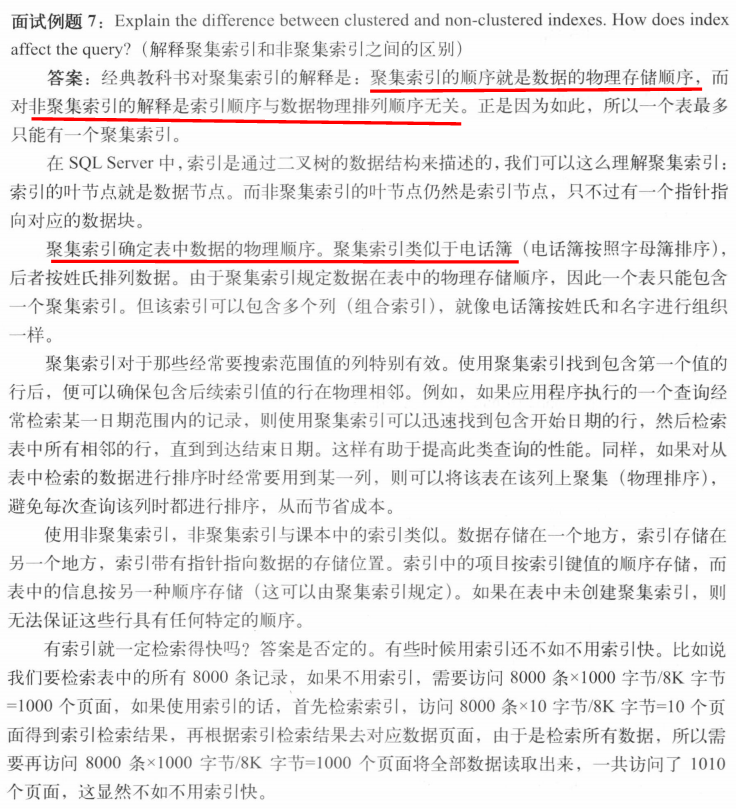 面试例题 7：Explain the difference between clustered and non-clustered indexes. How does index
affect the query?（解释聚集索引和非聚集索引之间的区别）
答案：经典教科书对聚集索引的解释是：聚集索引的顺序就是数据的物理存储顺序，而
对非聚集索引的解释是索引顺序与数据物理排列顺序无关。正是因为如此，所以一个表最多
只能有一个聚集索引。
在 SQL Server 中，索引是通过二叉树的数据结构来描述的，我们可以这么理解聚集索引：
索引的叶节点就是数据节点。而非聚集索引的叶节点仍然是索引节点，只不过有一个指针指
向对应的数据块。
聚集索引确定表中数据的物理顺序。聚集索引类似于电话簿（电话簿按照字母簿排序），
后者按姓氏排列数据。由于聚集索引规定数据在表中的物理存储顺序，因此一个表只能包含
一个聚集索引。但该索引可以包含多个列（组合索引），就像电话簿按姓氏和名字进行组织
一样。
聚集索引对于那些经常要搜索范围值的列特别有效。使用聚集索引找到包含第一个值的
行后，便可以确保包含后续索引值的行在物理相邻。例如，如果应用程序执行的一个查询经
常检索某一日期范围内的记录，则使用聚集索引可以迅速找到包含开始日期的行，然后检索
表中所有相邻的行，直到到达结束日期。这样有助于提高此类查询的性能。同样，如果对从
表中检索的数据进行排序时经常要用到某一列，则可以将该表在该列上聚集（物理排序），
避免每次查询该列时都进行排序，从而节省成本。
使用非聚集索引，非聚集索引与课本中的索引类似。数据存储在一个地方，索引存储在
另一个地方，索引带有指针指向数据的存储位置。索引中的项目按索引键值的顺序存储，而
表中的信息按另一种顺序存储（这可以由聚集索引规定）。如果在表中未创建聚集索引，则
无法保证这些行具有任何特定的顺序。
有索引就一定检索得快吗？答案是否定的。有些时候用索引还不如不用索引快。比如说
我们要检索表中的所有 8000 条记录，如果不用索引，需要访问 8000 条×1000 字节/8K 字节
=1000 个页面，如果使用索引的话，首先检索索引，访问 8000 条×10 字节/8K 字节=10 个页
面得到索引检索结果，再根据索引检索结果去对应数据页面，由于是检索所有数据，所以需
要再访问 8000 条×1000 字节/8K 字节=1000 个页面将全部数据读取出来，一共访问了 1010
个页面，这显然不如不用索引快。